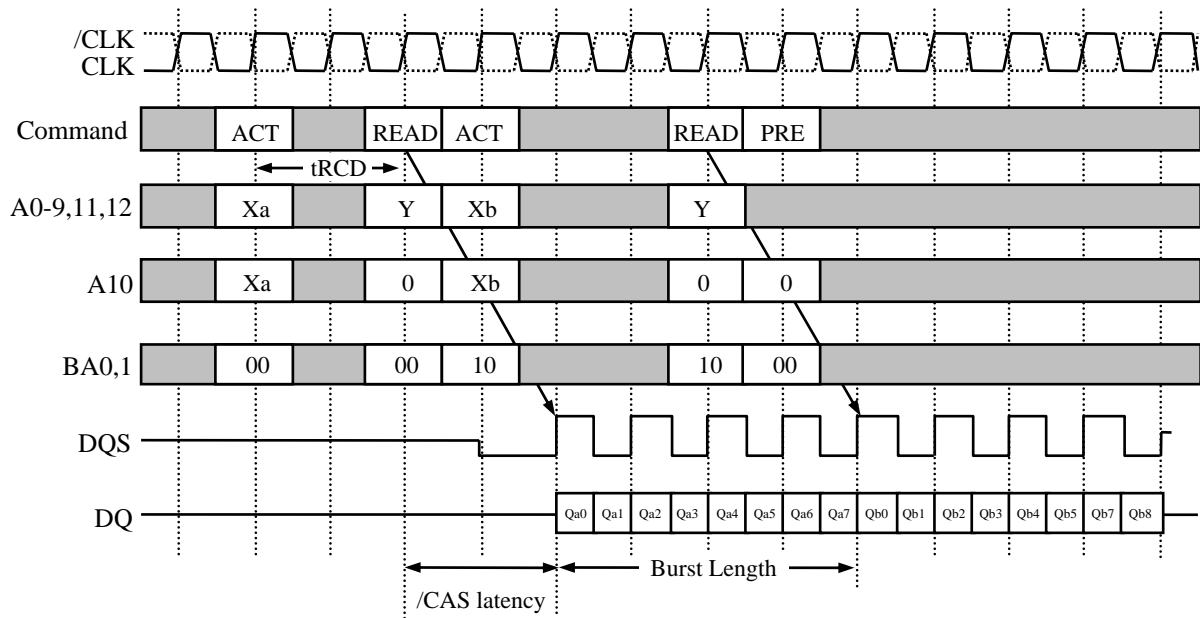 /CLK
CLK
Command ACT READ ACT READ PRE
tRCD
A0-9,11,12 Xa Y Xb Y
A10 Xa 0 Xb 0 0
BA0,1 00 00 10 10 00
DQS
DQ Qa0 Qa1 Qa2 Qa3 Qa4 Qa5 Qa6 Qa7 Qb0 Qb1 Qb2 Qb3 Qb4 Qb5 Qb7 Qb8
Burst Length
/CAS latency